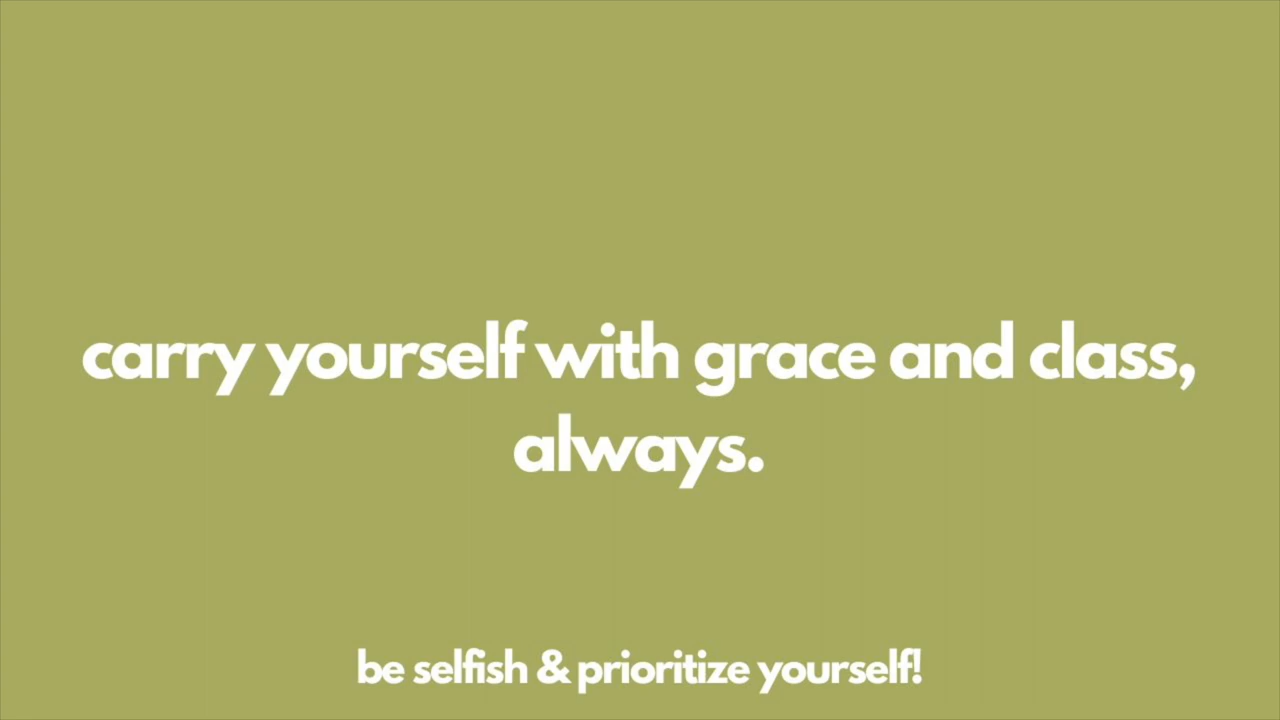 carry yourself with grace and class,
always.
be selfish & prioritize yourself!